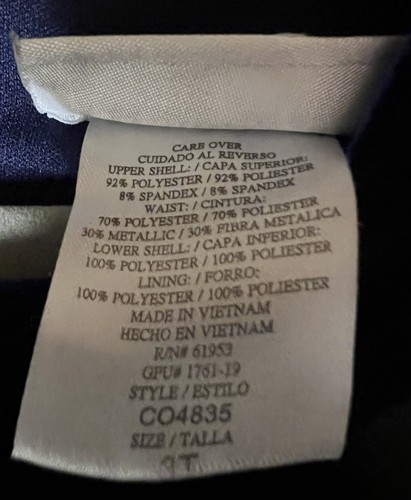 CARE OVER
CUIDADO AL REVERSO
UPPER SHELL: / CAPA SUPERIOR:
92% POLYESTER / 92% POLIESTER
8% SPANDEX / 8% SPANDEX
WAIST: / CINTURA:
70% POLYESTER / 70% POLIESTER
30% METALLIC / 30% FIBRA METALICA
LOWER SHELL: / CAPA INFERIOR:
100% POLYESTER / 100% POLIESTER
LINING: / FORRO:
100% POLYESTER / 100% POLIESTER
MADE IN VIETNAM
HECHO EN VIETNAM
R/N# 61953
GPU# 1761-19
STYLE / ESTILO
CO4835
SIZE / TALLA